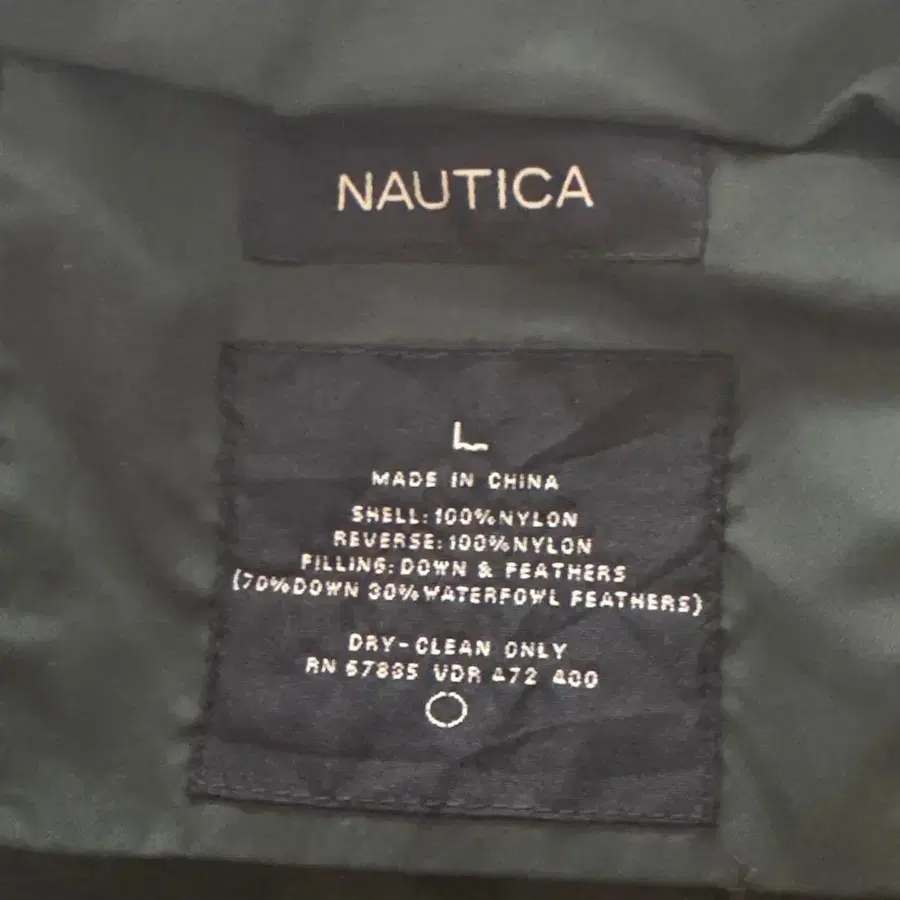 NAUTICA
L
MADE IN CHINA
SHELL:100%NYLON
REVERSE:100%NYLON
FILLING:DOWN & FEATHERS
(70%DOWN 30%WATERFOWL FEATHERS)
DRY-CLEAN ONLY
RN 67835 VDR 472 400